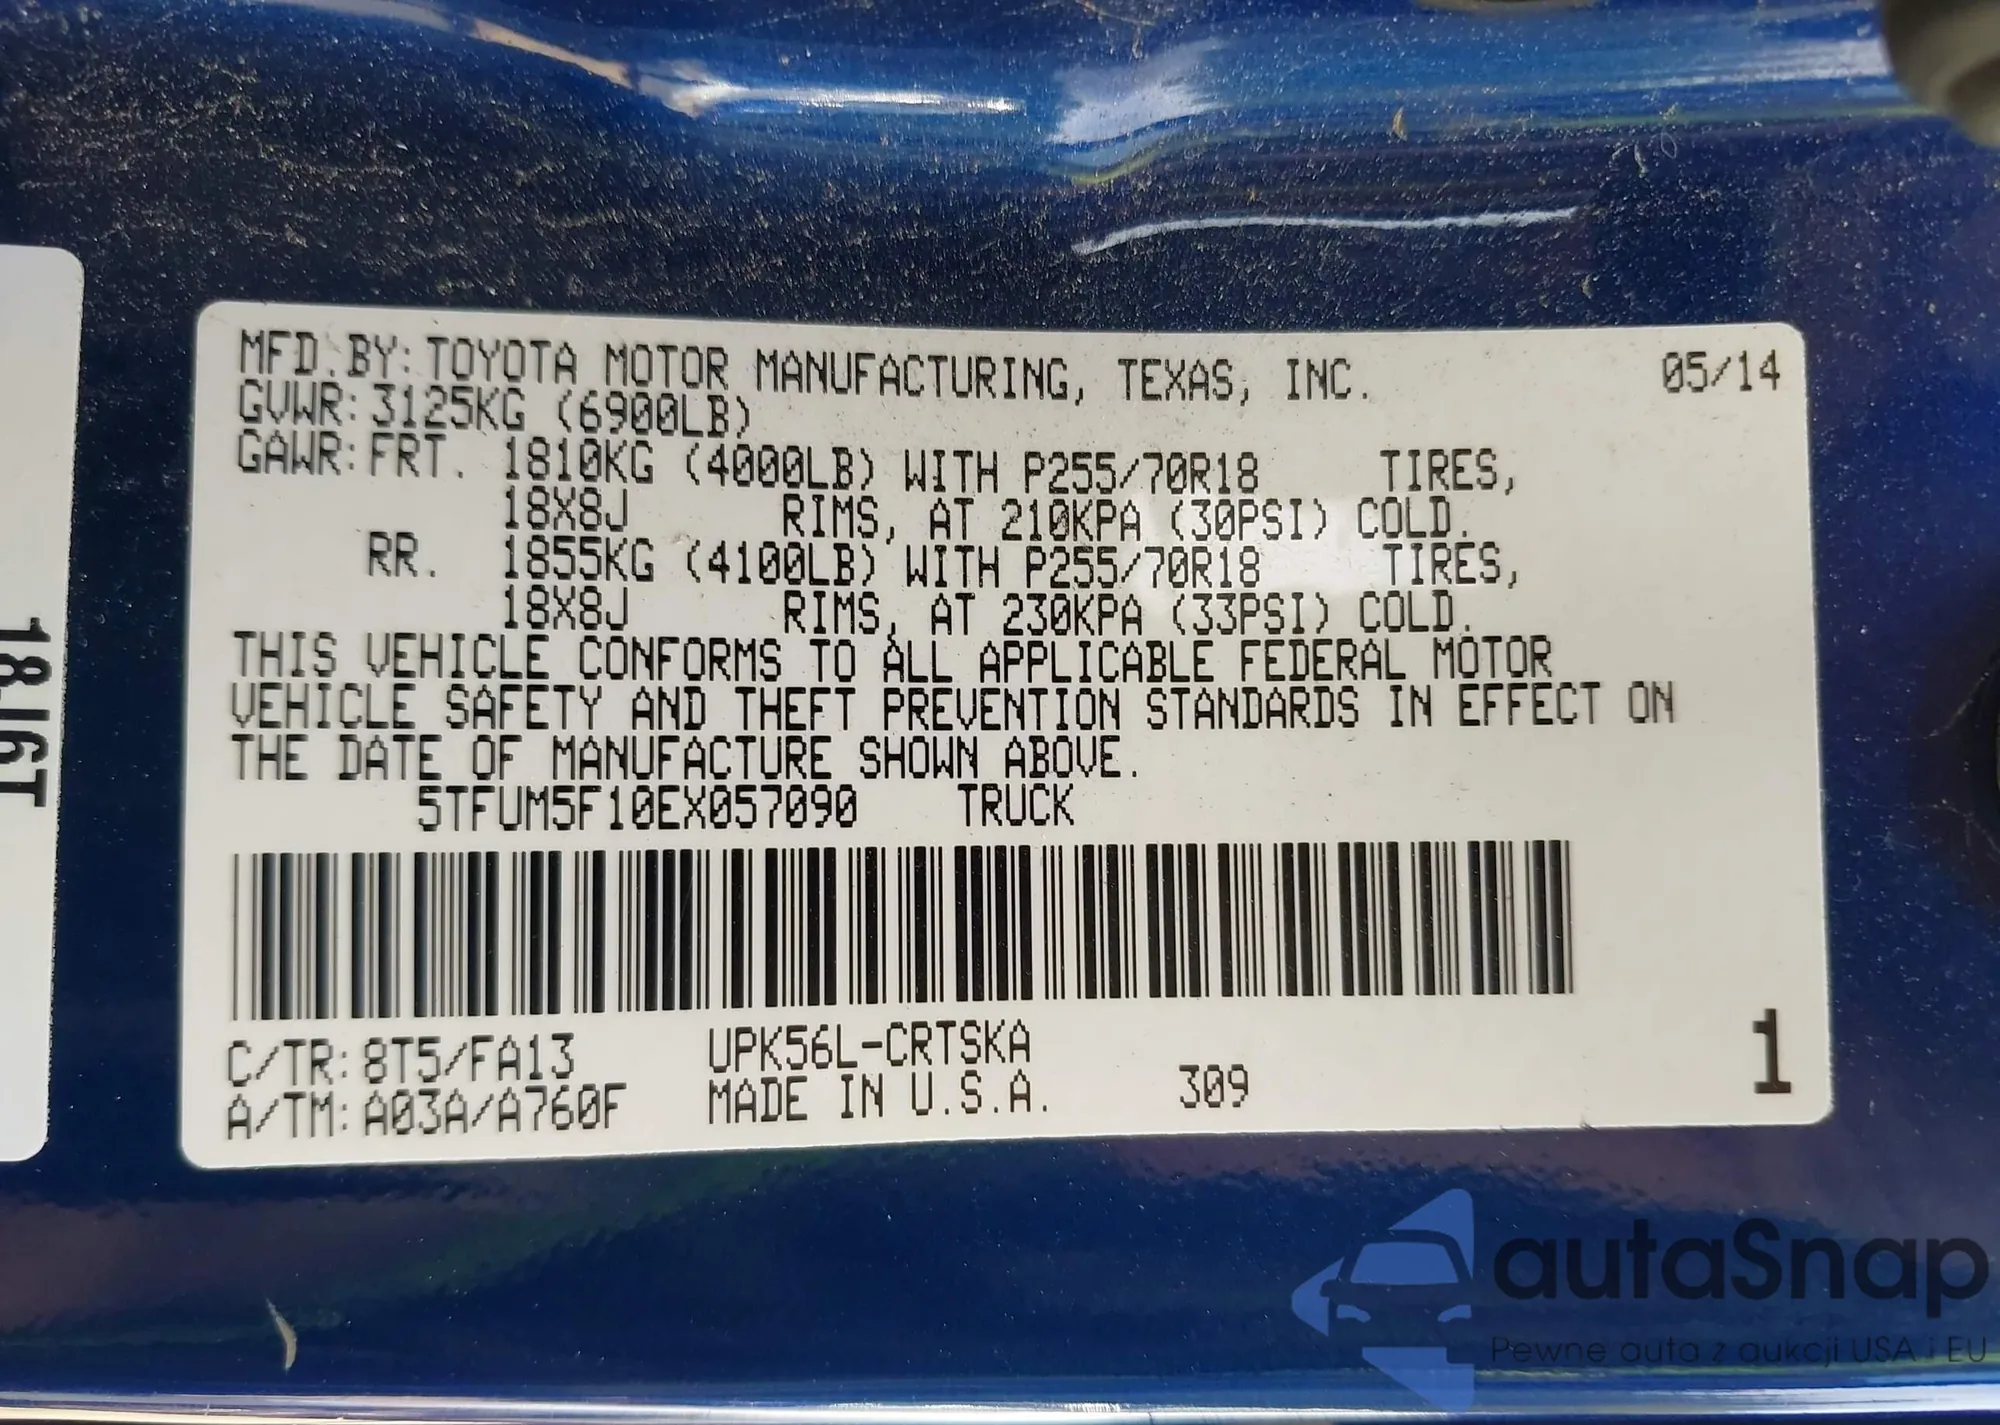 MFD.BY: TOYOTA MOTOR MANUFACTURING, TEXAS, INC. 05/14
GVWR: 3125KG (6900LB)
GAWR: FRT. 1810KG (4000LB) WITH P255/70R18 TIRES,
18X8J RIMS, AT 210KPA (30PSI) COLD.
RR. 1855KG (4100LB) WITH P255/70R18 TIRES,
18X8J RIMS, AT 230KPA (33PSI) COLD.
THIS VEHICLE CONFORMS TO ALL APPLICABLE FEDERAL MOTOR
VEHICLE SAFETY AND THEFT PREVENTION STANDARDS IN EFFECT ON
THE DATE OF MANUFACTURE SHOWN ABOVE.
5TFUM5F10EX057090 TRUCK
C/TR: 8T5/FA13 UPK56L-CRTSKA
A/TM: A03A/A760F MADE IN U.S.A. 309
1
18J6T
autaSnap
Pewne auta z aukcji USA i EU